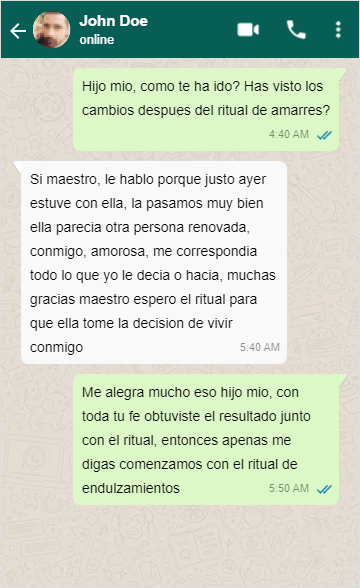 John Doe
online
Hijo mio, como te ha ido? Has visto los
cambios despues del ritual de amarres?
4:40 AM
Si maestro, le hablo porque justo ayer
estuve con ella, la pasamos muy bien
ella parecia otra persona renovada,
conmigo, amorosa, me correspondia
todo lo que yo le decia o hacia, muchas
gracias maestro espero el ritual para
que ella tome la decision de vivir
conmigo
5:40 AM
Me alegra mucho eso hijo mio, con
toda tu fe obtuviste el resultado junto
con el ritual, entonces apenas me
digas comenzamos con el ritual de
endulzamientos
5:50 AM